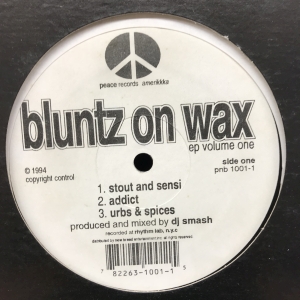 peace records amerikkka
bluntz on wax
ep volume one
© 1994
copyright control
side one
pnb 1001-1
1. stout and sensi
2. addict
3. urbs & spices
produced and mixed by dj smash
recorded at rhythm lab, n.y.c
7 82263-1001-1 5